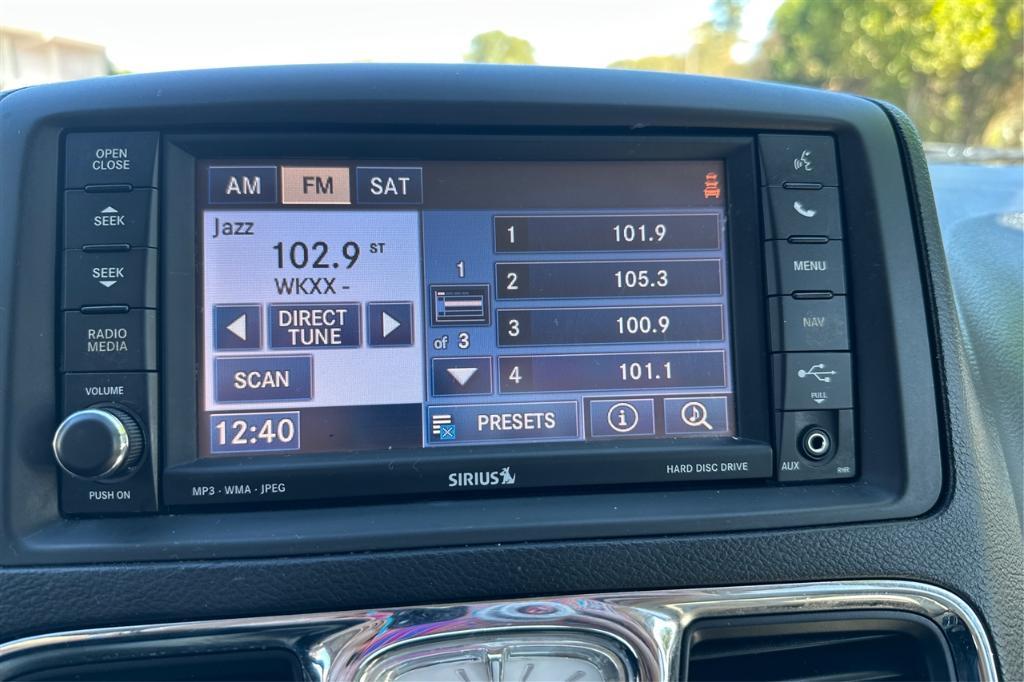 OPEN
CLOSE
SEEK
SEEK
RADIO
MEDIA
VOLUME
PUSH ON
AM FM SAT
Jazz
102.9 ST
WKXX -
DIRECT
TUNE
SCAN
12:40
1
of 3
1 101.9
2 105.3
3 100.9
4 101.1
PRESETS
i
MP3 · WMA · JPEG
SIRIUS
HARD DISC DRIVE
MENU
NAV
PULL
AUX RHR